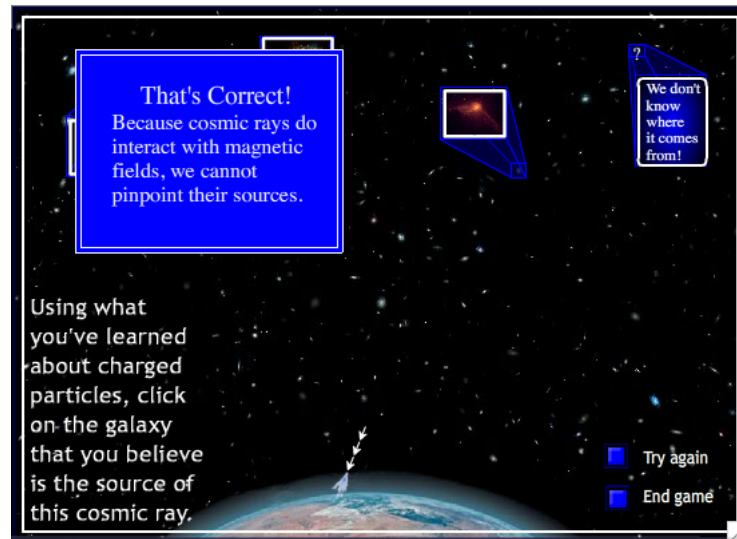 That's Correct!
Because cosmic rays do
interact with magnetic
fields, we cannot
pinpoint their sources.
?
We don't
know
where
it comes
from!
Using what
you've learned
about charged
particles, click
on the galaxy
that you believe
is the source of
this cosmic ray.
Try again
End game